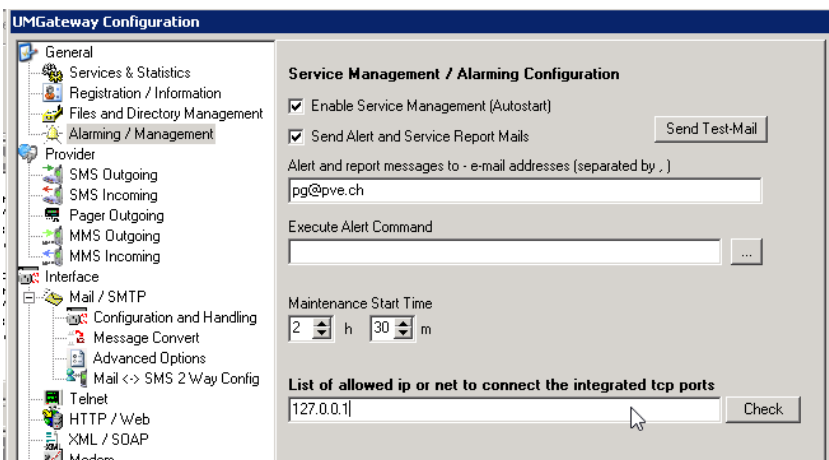 UMGateway Configuration
General
Services & Statistics
Registration / Information
Files and Directory Management
Alarming / Management
Provider
SMS Outgoing
SMS Incoming
Pager Outgoing
MMS Outgoing
MMS Incoming
Interface
Mail / SMTP
Configuration and Handling
Message Convert
Advanced Options
Mail <-> SMS 2 Way Config
Telnet
HTTP / Web
XML / SOAP
Modem
Service Management / Alarming Configuration
Enable Service Management (Autostart)
Send Alert and Service Report Mails
Send Test-Mail
Alert and report messages to - e-mail addresses (separated by , )
pg@pve.ch
Execute Alert Command
...
Maintenance Start Time
2 h 30 m
List of allowed ip or net to connect the integrated tcp ports
127.0.0.1
Check